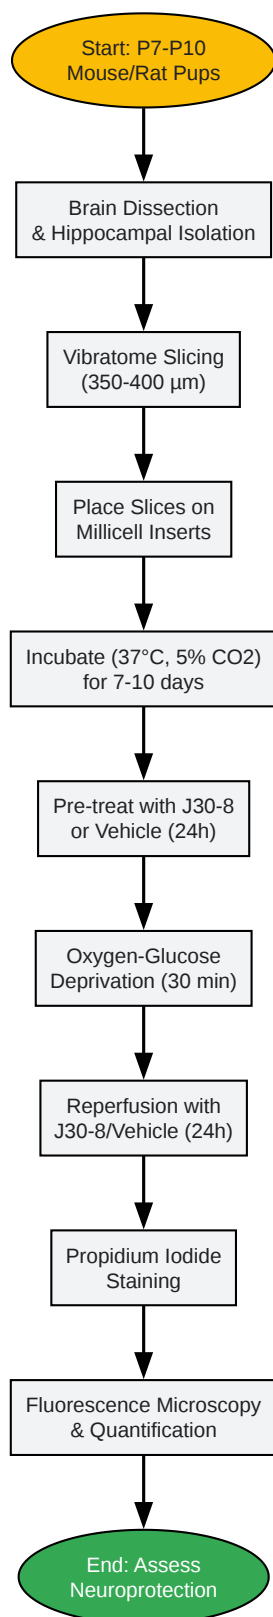 Start: P7-P10
Mouse/Rat Pups
Brain Dissection
& Hippocampal Isolation
Vibratome Slicing
(350-400 µm)
Place Slices on
Millicell Inserts
Incubate (37°C, 5% CO2)
for 7-10 days
Pre-treat with J30-8
or Vehicle (24h)
Oxygen-Glucose
Deprivation (30 min)
Reperfusion with
J30-8/Vehicle (24h)
Propidium Iodide
Staining
Fluorescence Microscopy
& Quantification
End: Assess
Neuroprotection